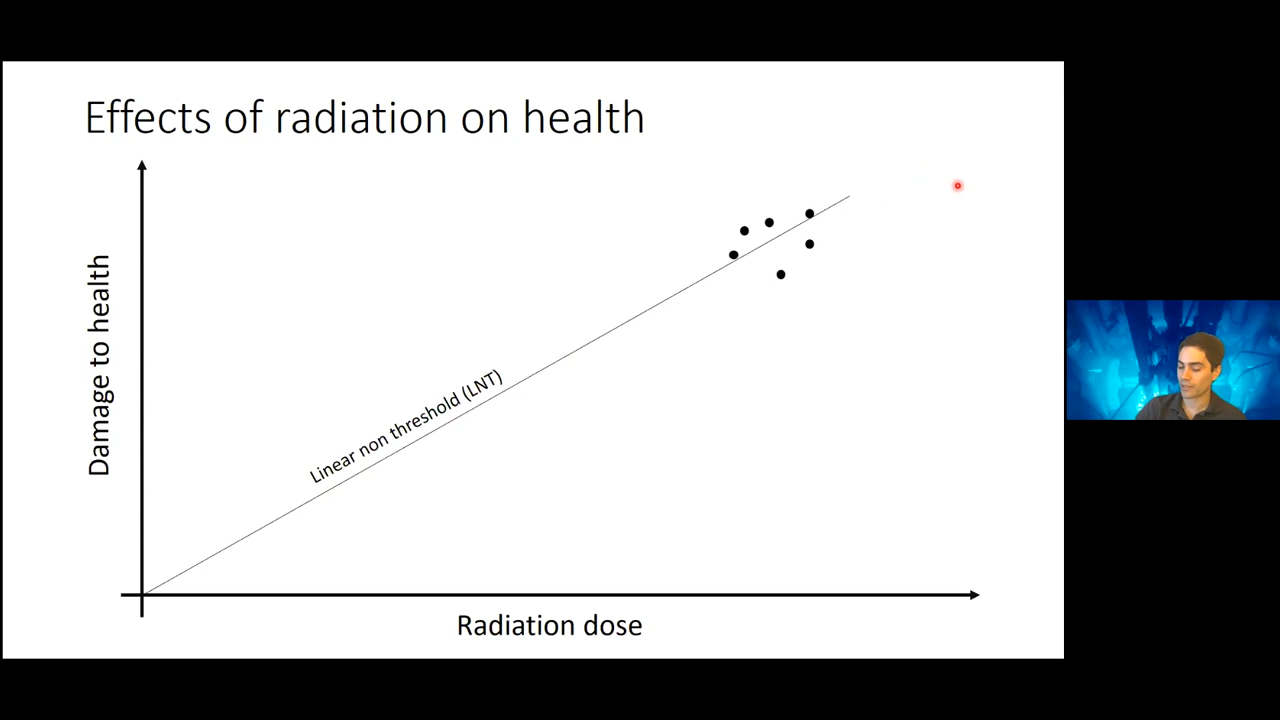 Effects of radiation on health
Damage to health
Linear non threshold (LNT)
Radiation dose